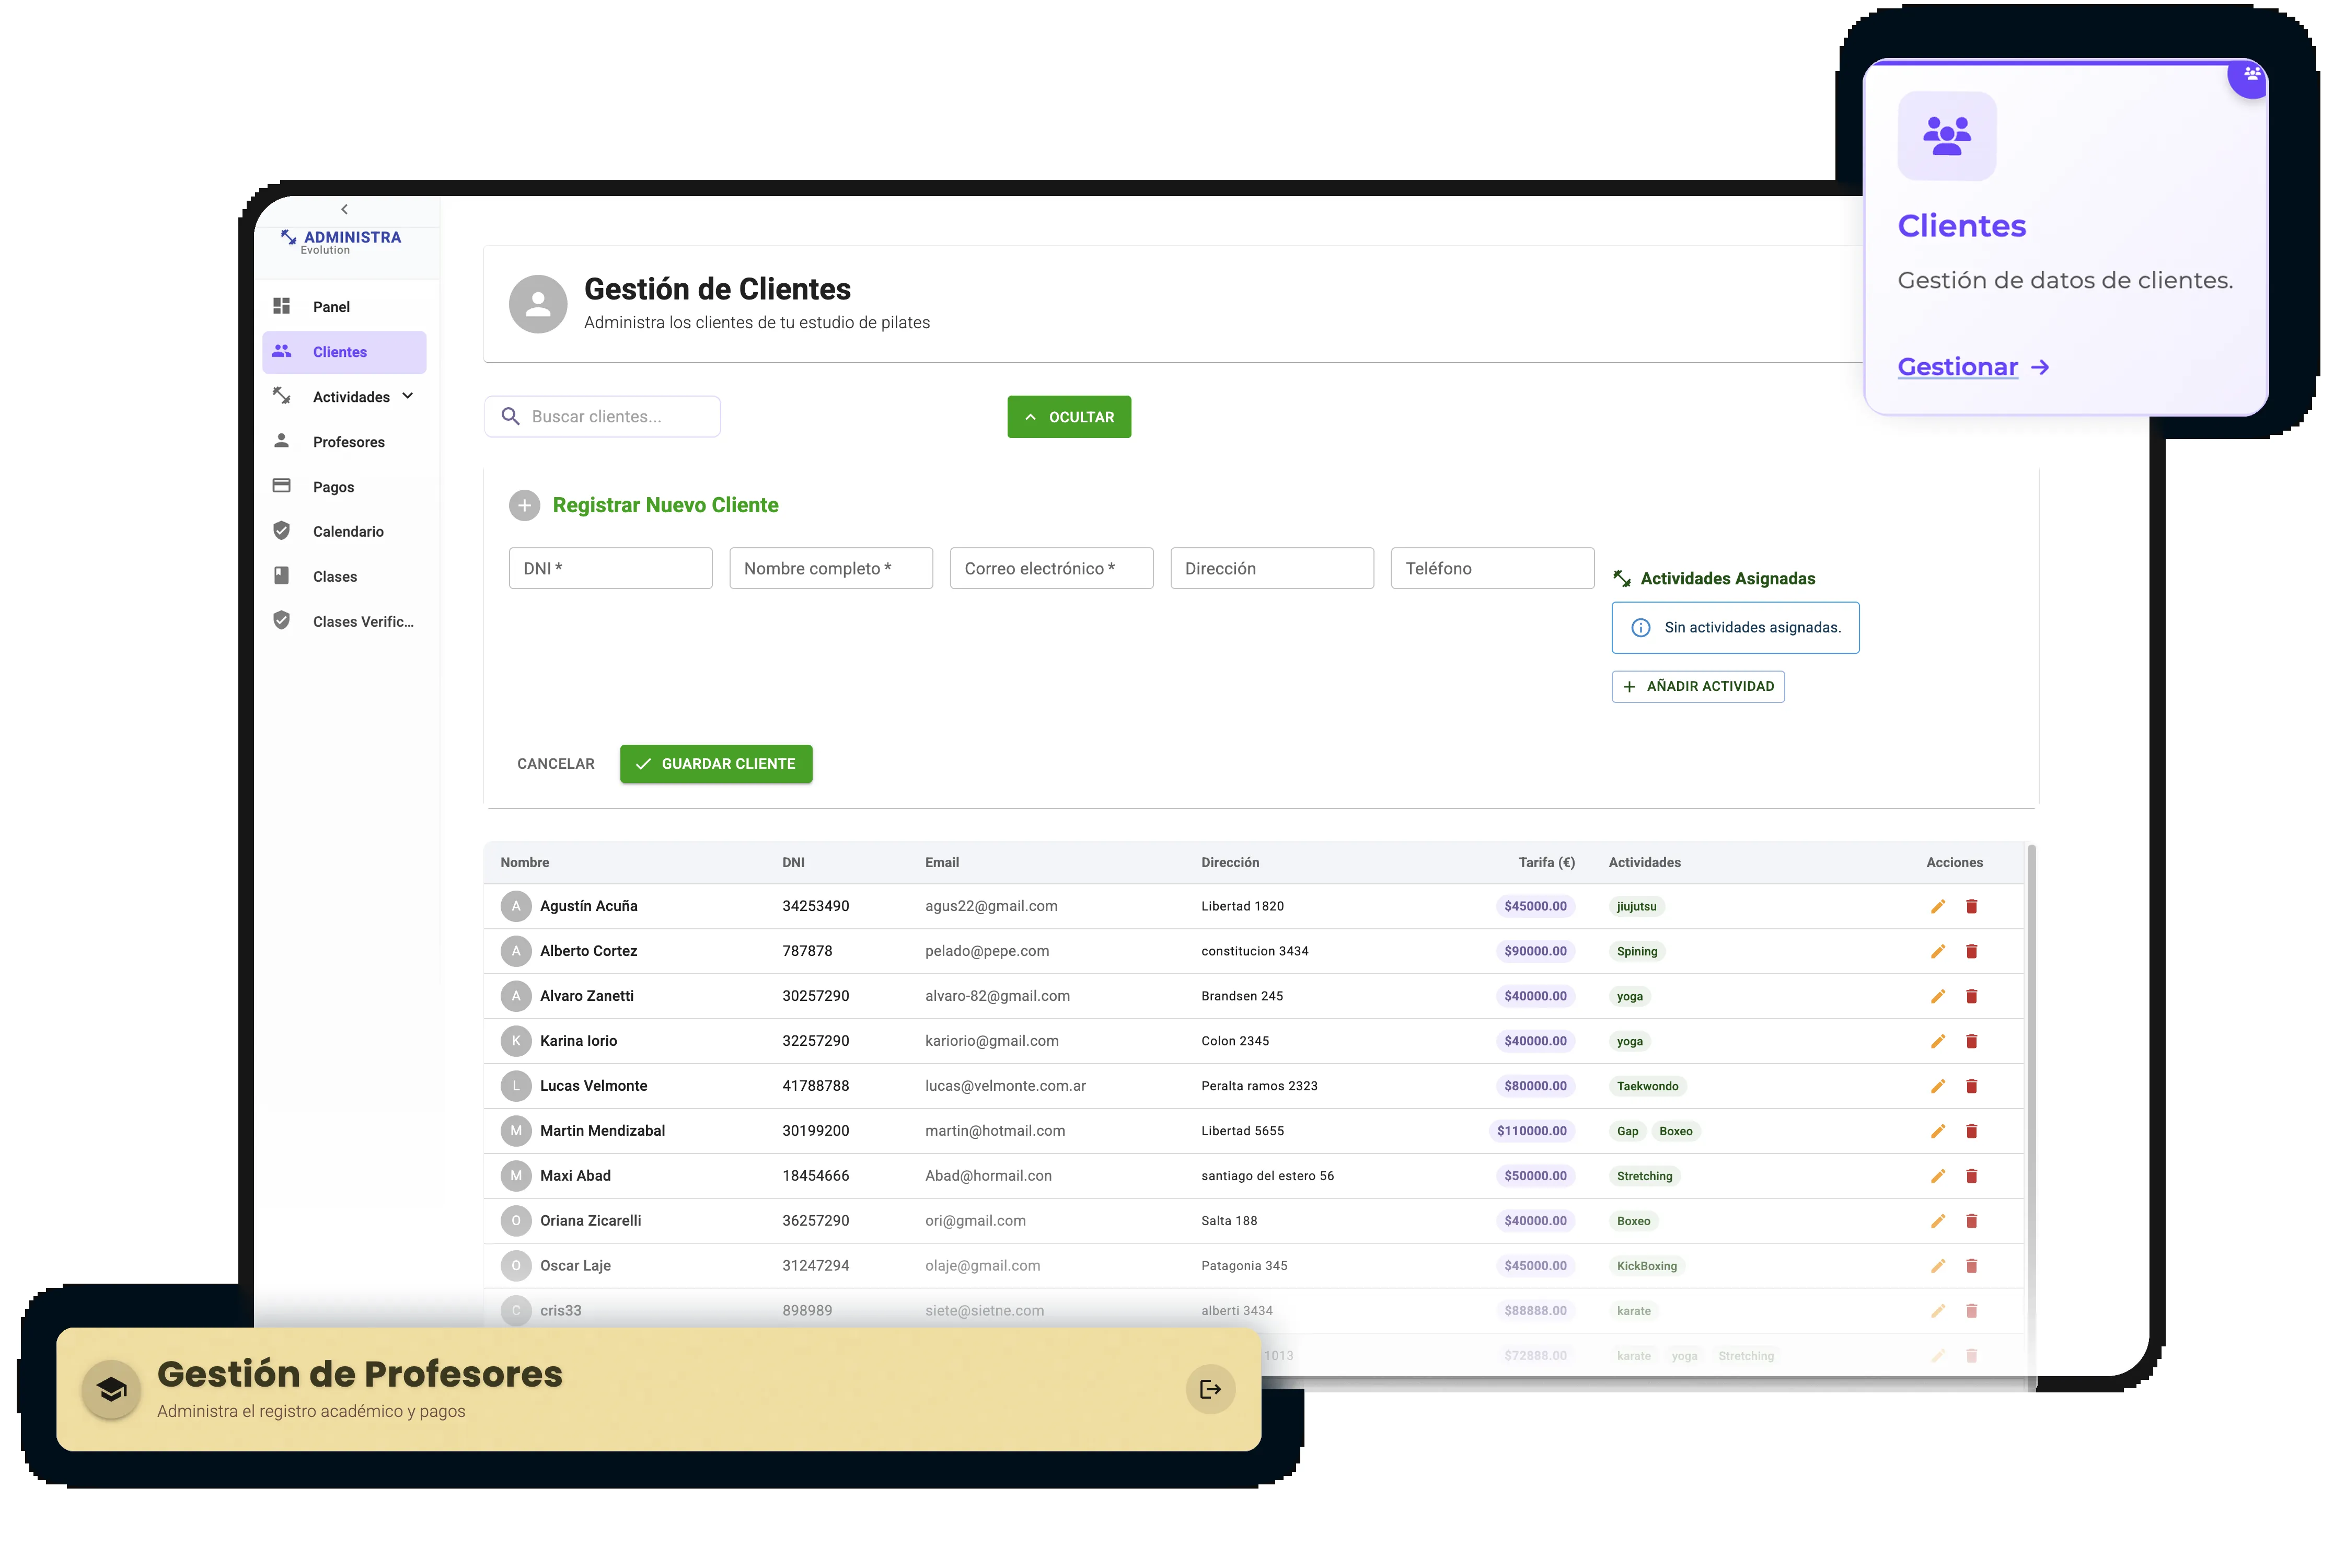 Clientes
Gestión de datos de clientes.
Gestionar
ADMINISTRA
Evolution
Panel
Clientes
Actividades
Profesores
Pagos
Calendario
Clases
Clases Verific...
Gestión de Clientes
Administra los clientes de tu estudio de pilates
Buscar clientes...
OCULTAR
Registrar Nuevo Cliente
DNI * Nombre completo * Correo electrónico * Dirección Teléfono
Actividades Asignadas
Sin actividades asignadas.
AÑADIR ACTIVIDAD
CANCELAR GUARDAR CLIENTE
Nombre DNI Email Dirección Tarifa (€) Actividades Acciones
A Agustín Acuña 34253490 agus22@gmail.com Libertad 1820 $45000.00 jiujutsu
A Alberto Cortez 787878 pelado@pepe.com constitucion 3434 $90000.00 Spining
A Alvaro Zanetti 30257290 alvaro-82@gmail.com Brandsen 245 $40000.00 yoga
K Karina Iorio 32257290 kariorio@gmail.com Colon 2345 $40000.00 yoga
L Lucas Velmonte 41788788 lucas@velmonte.com.ar Peralta ramos 2323 $80000.00 Taekwondo
M Martin Mendizabal 30199200 martin@hotmail.com Libertad 5655 $110000.00 Gap Boxeo
M Maxi Abad 18454666 Abad@hormail.con santiago del estero 56 $50000.00 Stretching
O Oriana Zicarelli 36257290 ori@gmail.com Salta 188 $40000.00 Boxeo
O Oscar Laje 31247294 olaje@gmail.com Patagonia 345 $45000.00 KickBoxing
C cris33 898989 siete@sietne.com alberti 3434 $88888.00 karate
1013 $72888.00 karate yoga Stretching
Gestión de Profesores
Administra el registro académico y pagos